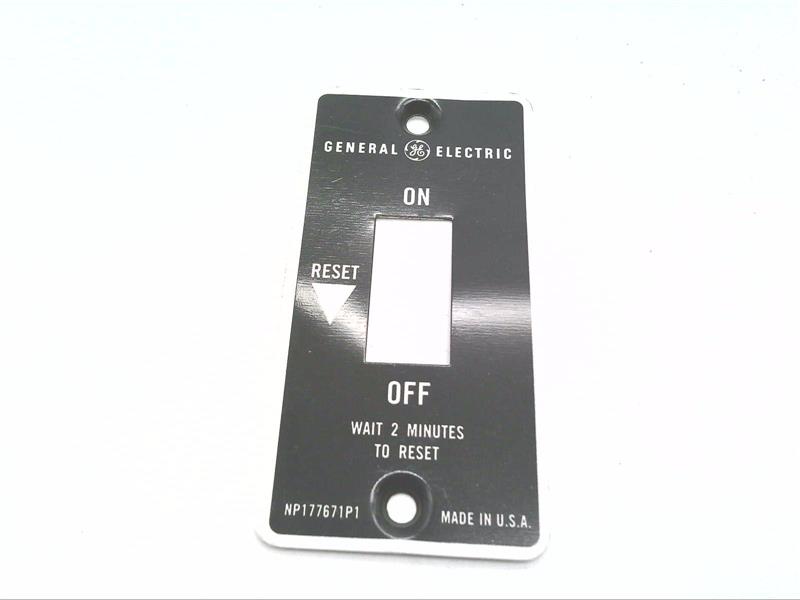 GENERAL GE ELECTRIC
ON
RESET
OFF
WAIT 2 MINUTES
TO RESET
NP177671P1 MADE IN U.S.A.